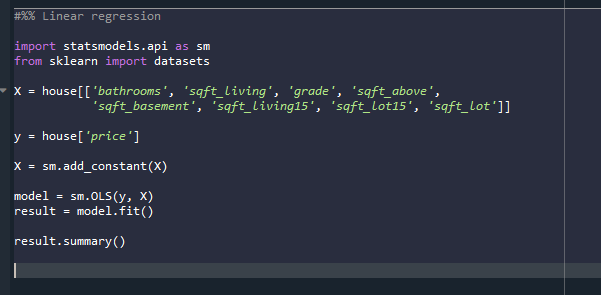 #%% Linear regression
import statsmodels.api as sm
from sklearn import datasets
X = house[['bathrooms', 'sqft_living', 'grade', 'sqft_above',
'sqft_basement', 'sqft_living15', 'sqft_lot15', 'sqft_lot']]
y = house['price']
X = sm.add_constant(X)
model = sm.OLS(y, X)
result = model.fit()
result.summary()